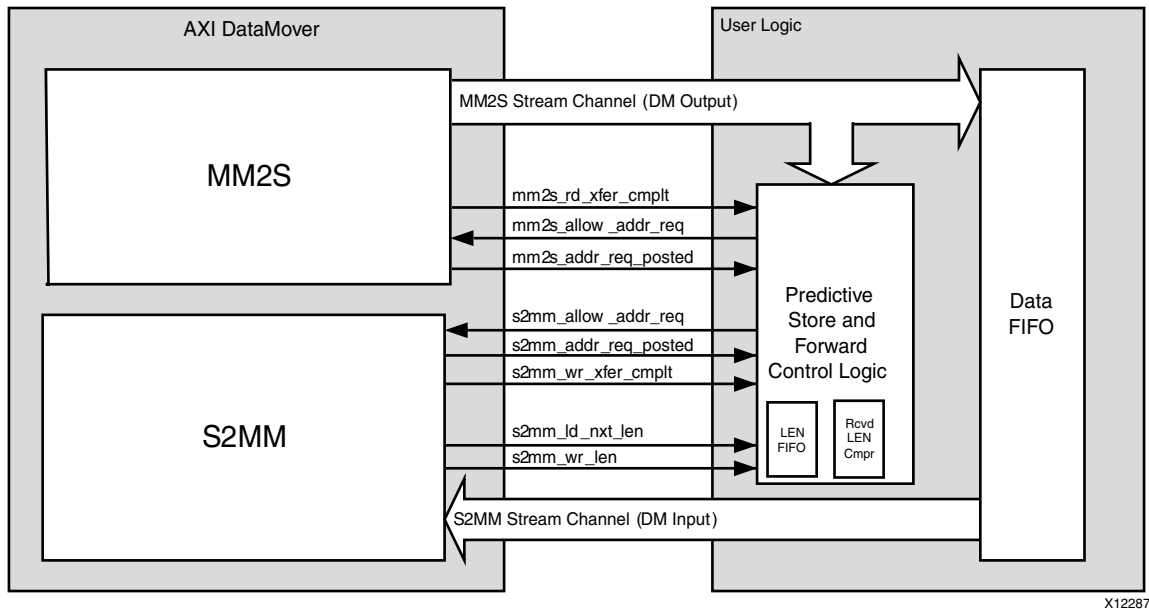 AXI DataMover
User Logic
MM2S Stream Channel (DM Output)
MM2S
mm2s_rd_xfer_cmplt
mm2s_allow _addr_req
mm2s_addr_req_posted
Predictive
Store and
Forward
Control Logic
Data
FIFO
s2mm_allow _addr_req
s2mm_addr_req_posted
s2mm_wr_xfer_cmplt
S2MM
s2mm_ld_nxt_len
s2mm_wr_len
LEN
FIFO
Rcvd
LEN
Cmpr
S2MM Stream Channel (DM Input)
X12287